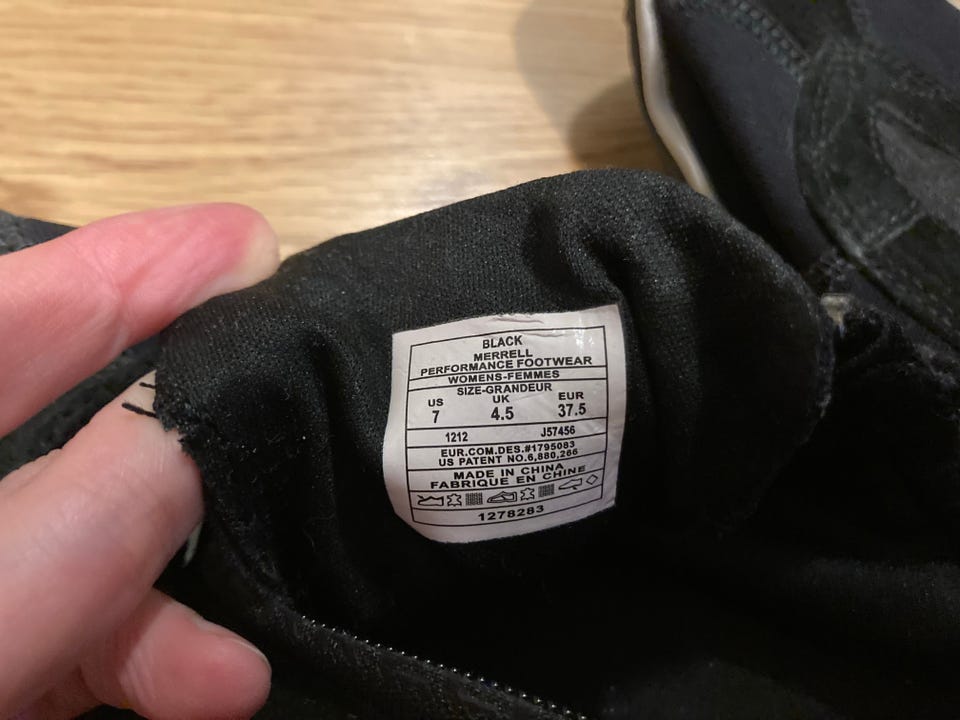 BLACK
MERRELL
PERFORMANCE FOOTWEAR
WOMENS-FEMMES
SIZE-GRANDEUR
US UK EUR
7 4.5 37.5
1212 J57456
EUR.COM.DES.#1795083
US PATENT NO.6,880,266
MADE IN CHINA
FABRIQUE EN CHINE
1278283